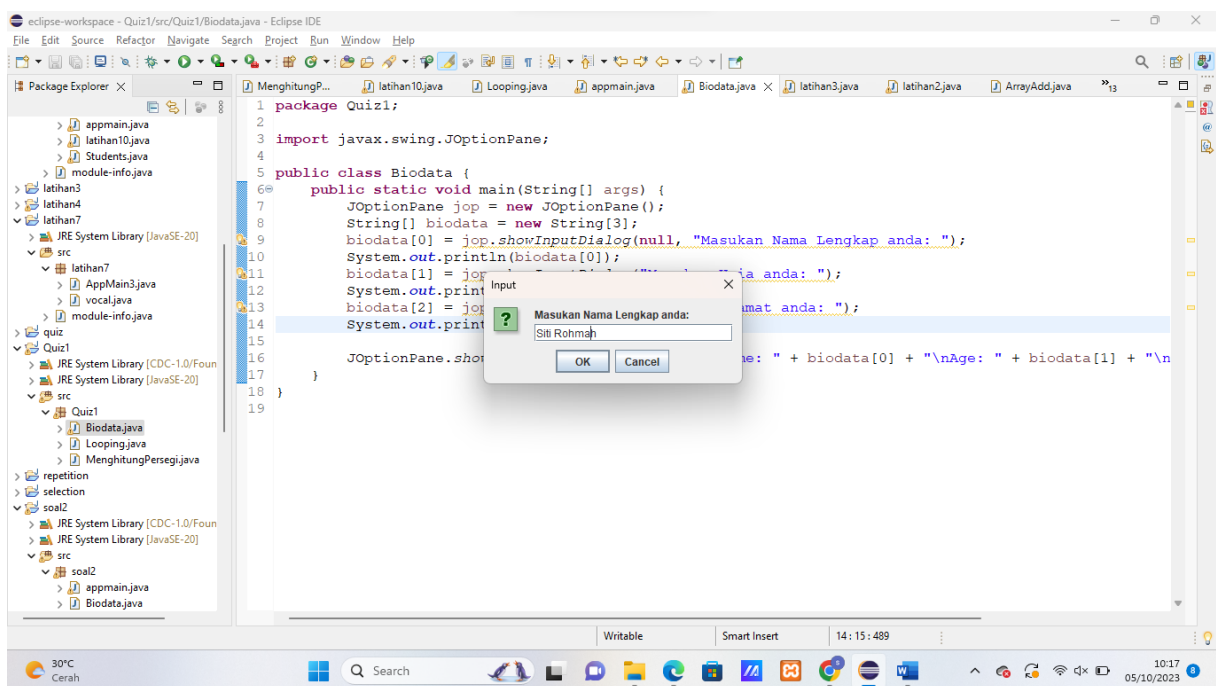 eclipse-workspace - Quiz1/src/Quiz1/Biodata.java - Eclipse IDE
File Edit Source Refactor Navigate Search Project Run Window Help
Package Explorer
MenghitungP... latihan10.java Looping.java appmain.java Biodata.java latihan3.java latihan2.java ArrayAdd.java »13
appmain.java
latihan10.java
Students.java
module-info.java
latihan3
latihan4
latihan7
JRE System Library [JavaSE-20]
src
latihan7
AppMain3.java
vocal.java
module-info.java
quiz
Quiz1
JRE System Library [CDC-1.0/Foun
JRE System Library [JavaSE-20]
src
Quiz1
Biodata.java
Looping.java
MenghitungPersegi.java
repetition
selection
soal2
JRE System Library [CDC-1.0/Foun
JRE System Library [JavaSE-20]
src
soal2
appmain.java
Biodata.java
1 package Quiz1;
2
3 import javax.swing.JOptionPane;
4
5 public class Biodata {
6 public static void main(String[] args) {
7 JOptionPane jop = new JOptionPane();
8 String[] biodata = new String[3];
9 biodata[0] = jop.showInputDialog(null, "Masukan Nama Lengkap anda: ");
10 System.out.println(biodata[0]);
11 biodata[1] = jop anda: ");
12 System.out.print
13 biodata[2] = jop amat anda: ");
14 System.out.print
15
16 JOptionPane.sho : " + biodata[0] + "\nAge: " + biodata[1] + "\n
17 }
18 }
19
Input
Masukan Nama Lengkap anda:
Siti Rohmah
OK Cancel
Writable Smart Insert 14 : 15 : 489
30°C
Cerah
Search
10:17
05/10/2023
8